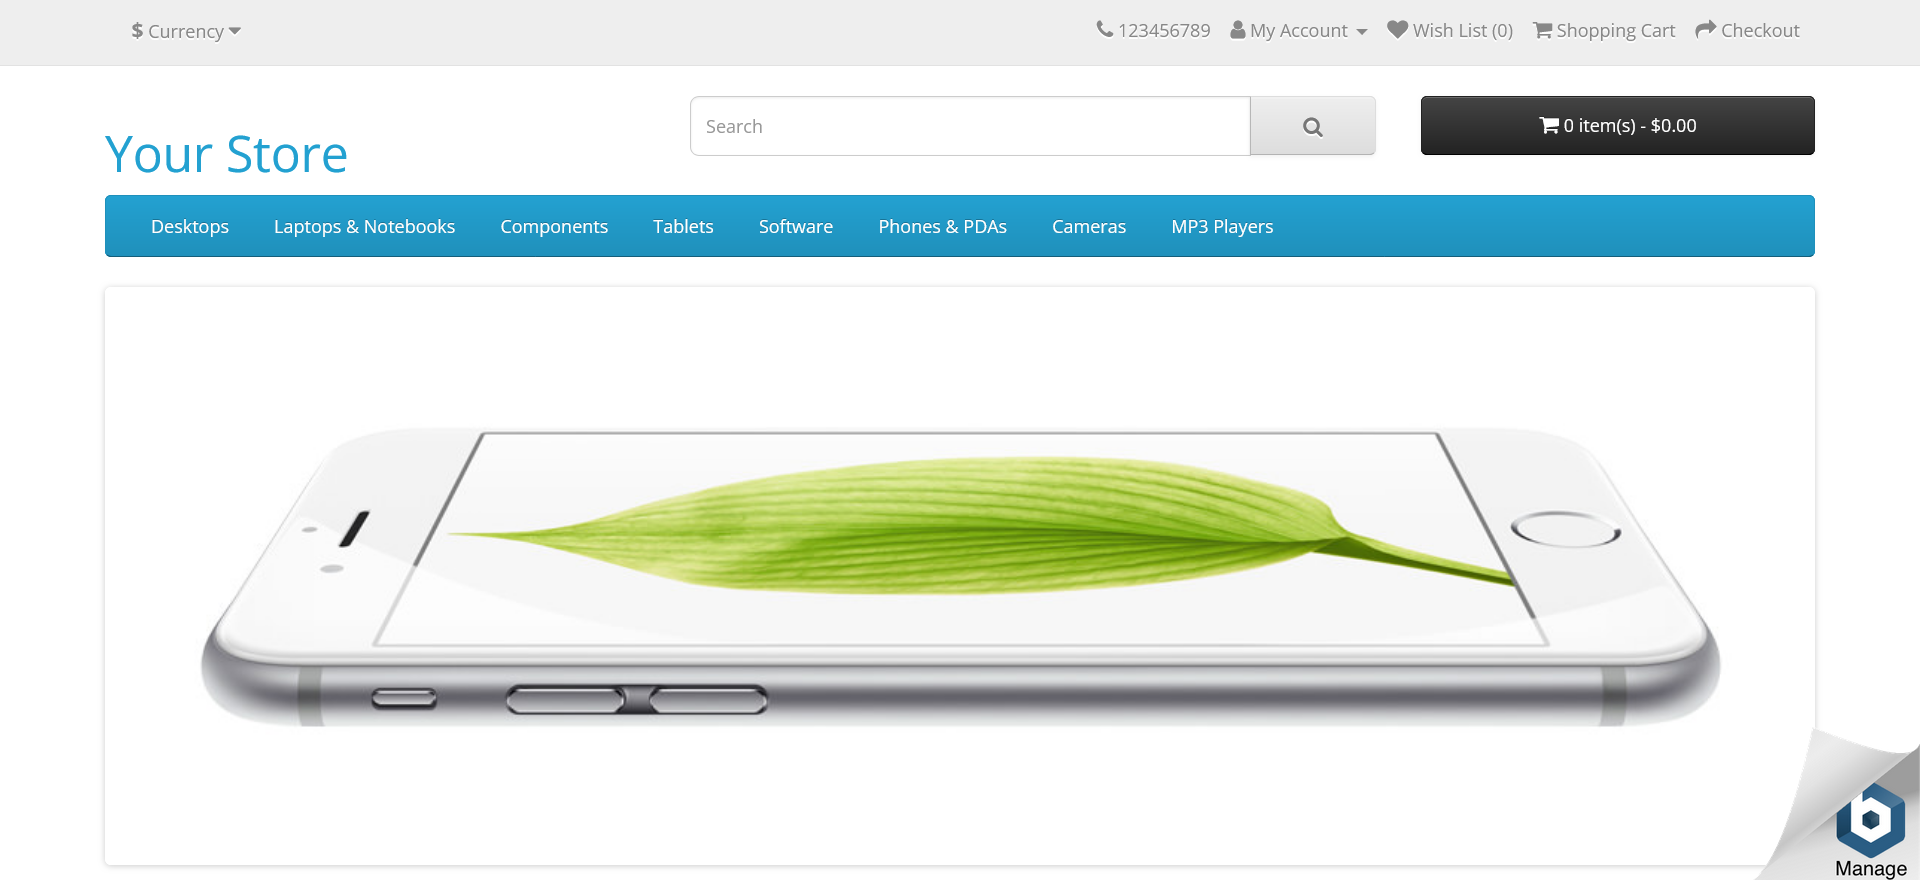 $ Currency
123456789 My Account Wish List (0) Shopping Cart Checkout
Your Store
Search
0 item(s) - $0.00
Desktops Laptops & Notebooks Components Tablets Software Phones & PDAs Cameras MP3 Players
b
Manage